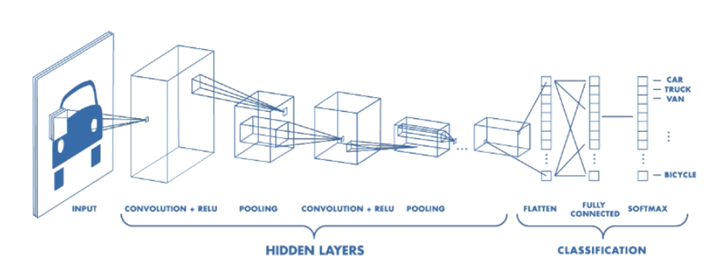 CAR
TRUCK
VAN
BICYCLE
INPUT
CONVOLUTION + RELU
POOLING
CONVOLUTION + RELU
POOLING
FLATTEN
FULLY
CONNECTED
SOFTMAX
HIDDEN LAYERS
CLASSIFICATION